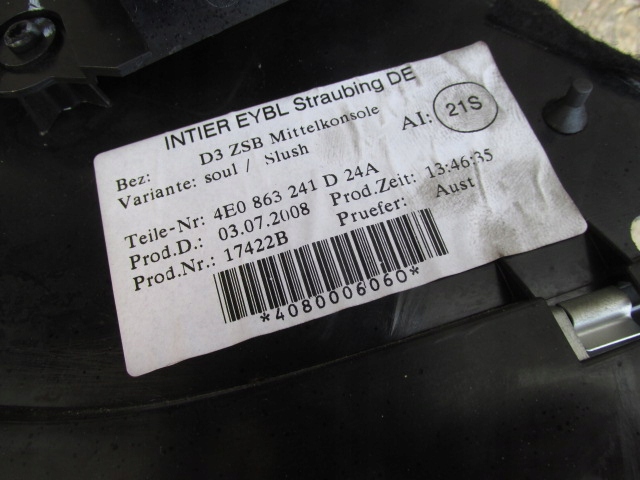 INTIER EYBL Straubing DE
Bez: D3 ZSB Mittelkonsole
Variante: soul / Slush
AI: 21S
Teile-Nr: 4E0 863 241 D 24A
Prod.D.: 03.07.2008 Prod.Zeit: 13:46:35
Prod.Nr.: 17422B Pruefer: Aust
*4080006060*